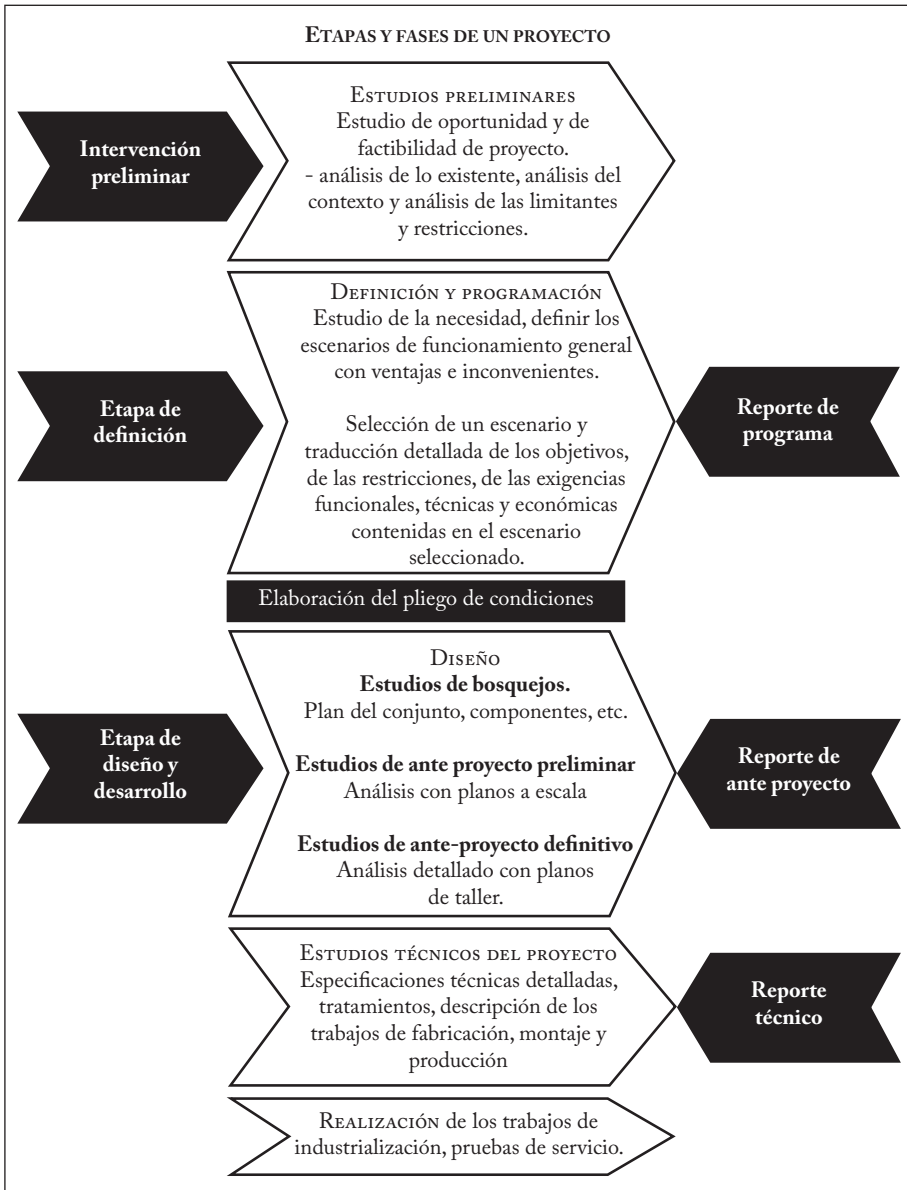 ETAPAS Y FASES DE UN PROYECTO
Intervención
preliminar
ESTUDIOS PRELIMINARES
Estudio de oportunidad y de
factibilidad de proyecto.
- análisis de lo existente, análisis del
contexto y análisis de las limitantes
y restricciones.
Etapa de
definición
DEFINICIÓN Y PROGRAMACIÓN
Estudio de la necesidad, definir los
escenarios de funcionamiento general
con ventajas e inconvenientes.
Selección de un escenario y
traducción detallada de los objetivos,
de las restricciones, de las exigencias
funcionales, técnicas y económicas
contenidas en el escenario
seleccionado.
Reporte de
programa
Elaboración del pliego de condiciones
Etapa de
diseño y
desarrollo
DISEÑO
Estudios de bosquejos.
Plan del conjunto, componentes, etc.
Estudios de ante proyecto preliminar
Análisis con planos a escala
Estudios de ante-proyecto definitivo
Análisis detallado con planos
de taller.
Reporte de
ante proyecto
ESTUDIOS TÉCNICOS DEL PROYECTO
Especificaciones técnicas detalladas,
tratamientos, descripción de los
trabajos de fabricación, montaje y
producción
Reporte
técnico
REALIZACIÓN de los trabajos de
industrialización, pruebas de servicio.